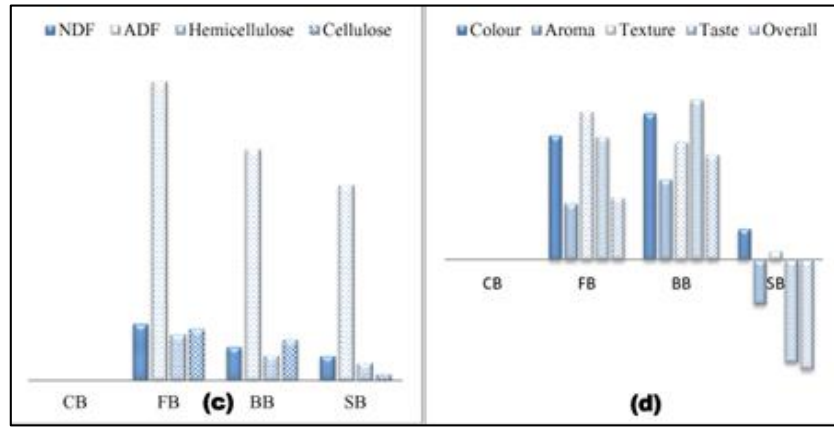 NDF ADF Hemicellulose Cellulose
CB FB BB SB
(c)
Colour Aroma Texture Taste Overall
CB FB BB SB
(d)